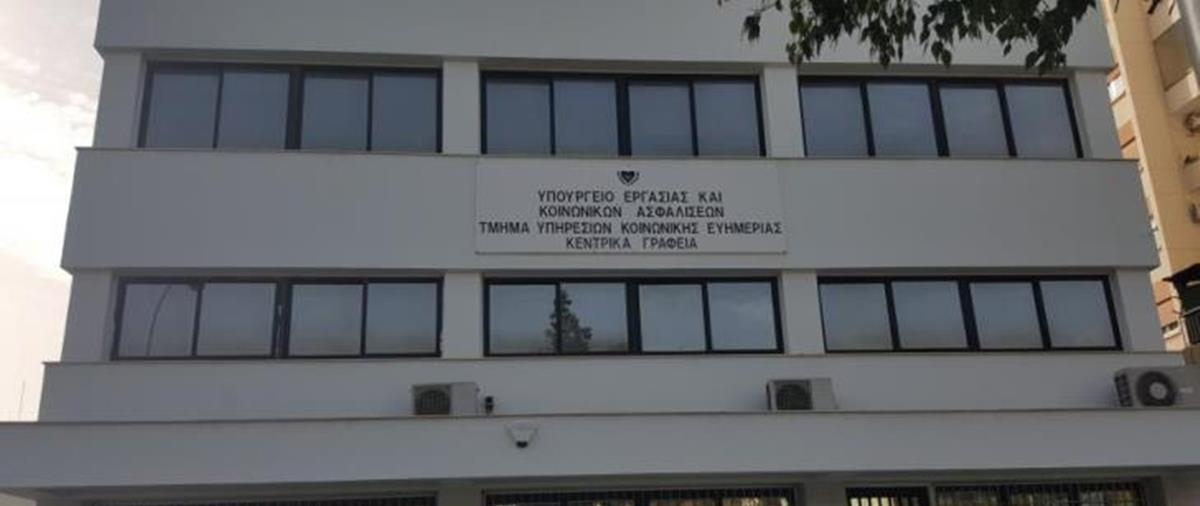 ΥΠΟΥΡΓΕΙΟ ΕΡΓΑΣΙΑΣ ΚΑΙ
ΚΟΙΝΩΝΙΚΩΝ ΑΣΦΑΛΙΣΕΩΝ
ΤΜΗΜΑ ΥΠΗΡΕΣΙΩΝ ΚΟΙΝΩΝΙΚΗΣ ΕΥΗΜΕΡΙΑΣ
ΚΕΝΤΡΙΚΑ ΓΡΑΦΕΙΑ